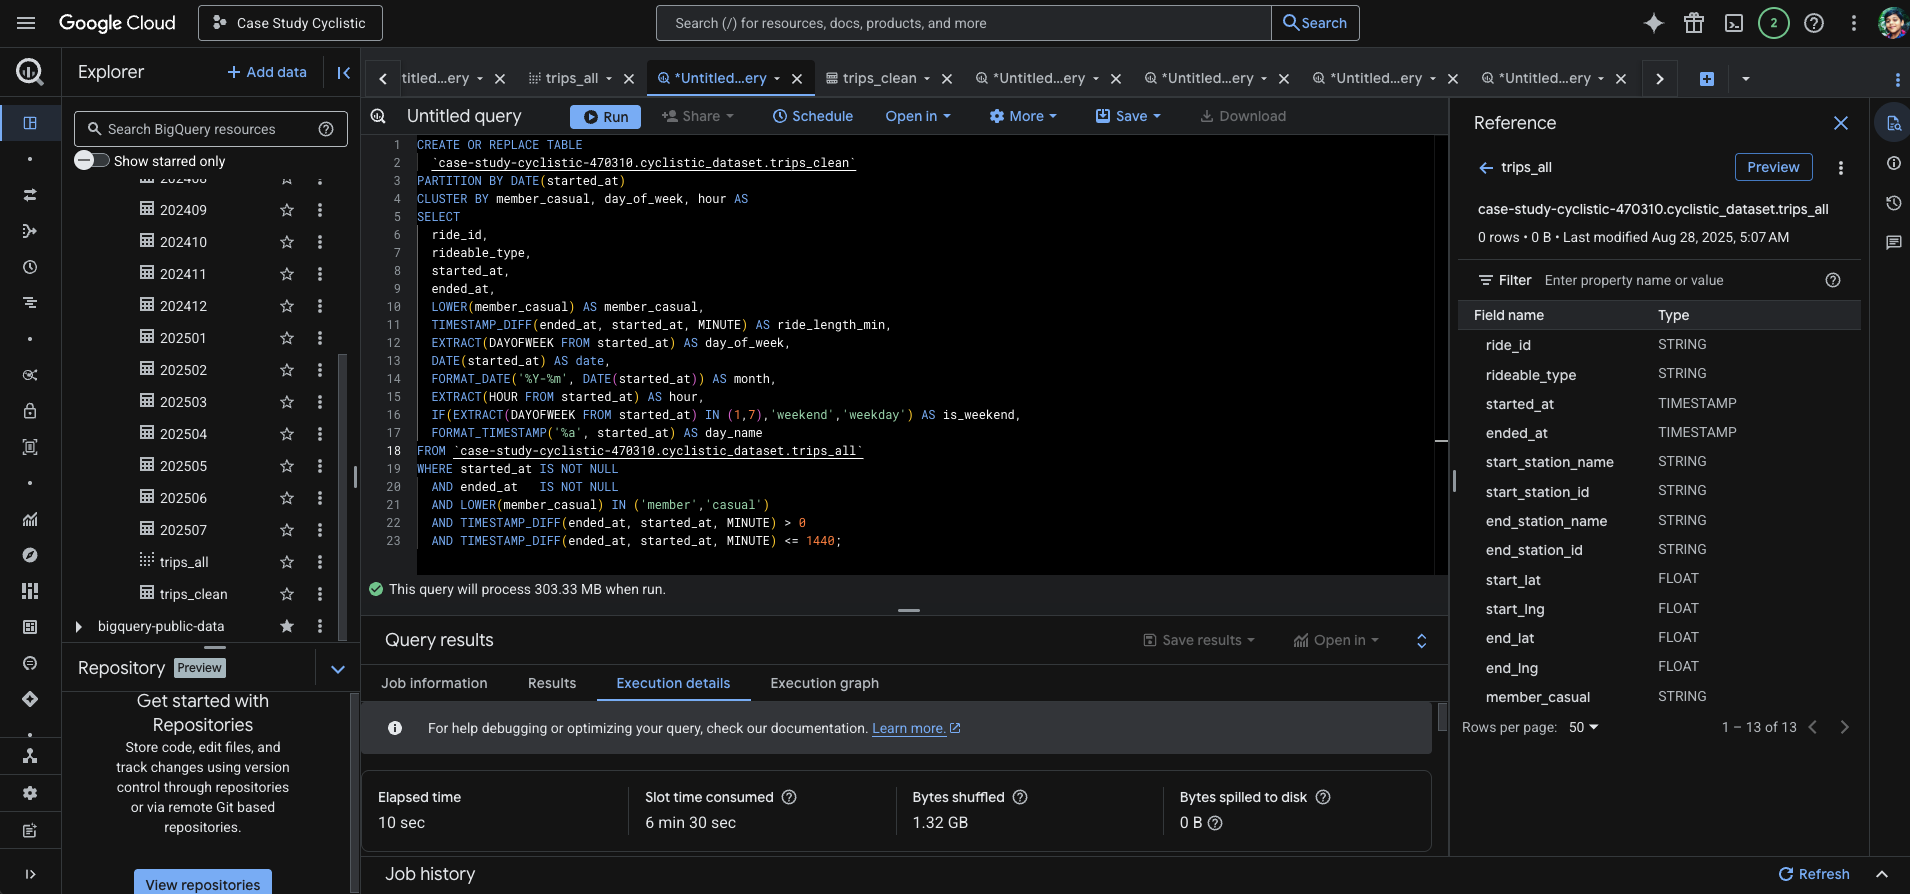 Google Cloud
Case Study Cyclistic
Search (/) for resources, docs, products, and more
Search
2
Explorer
Add data
Search BigQuery resources
Show starred only
202408
202409
202410
202411
202412
202501
202502
202503
202504
202505
202506
202507
trips_all
trips_clean
bigquery-public-data
Repository
Preview
Get started with
Repositories
Store code, edit files, and
track changes using version
control through repositories
or via remote Git based
repositories.
View repositories
ntitled...ery
trips_all
*Untitled...ery
trips_clean
*Untitled...ery
*Untitled...ery
*Untitled...ery
*Untitled...ery
Untitled query
Run
Share
Schedule
Open in
More
Save
Download
1 CREATE OR REPLACE TABLE
2 `case-study-cyclistic-470310.cyclistic_dataset.trips_clean`
3 PARTITION BY DATE(started_at)
4 CLUSTER BY member_casual, day_of_week, hour AS
5 SELECT
6 ride_id,
7 rideable_type,
8 started_at,
9 ended_at,
10 LOWER(member_casual) AS member_casual,
11 TIMESTAMP_DIFF(ended_at, started_at, MINUTE) AS ride_length_min,
12 EXTRACT(DAYOFWEEK FROM started_at) AS day_of_week,
13 DATE(started_at) AS date,
14 FORMAT_DATE('%Y-%m', DATE(started_at)) AS month,
15 EXTRACT(HOUR FROM started_at) AS hour,
16 IF(EXTRACT(DAYOFWEEK FROM started_at) IN (1,7),'weekend','weekday') AS is_weekend,
17 FORMAT_TIMESTAMP('%a', started_at) AS day_name
18 FROM `case-study-cyclistic-470310.cyclistic_dataset.trips_all`
19 WHERE started_at IS NOT NULL
20 AND ended_at IS NOT NULL
21 AND LOWER(member_casual) IN ('member','casual')
22 AND TIMESTAMP_DIFF(ended_at, started_at, MINUTE) > 0
23 AND TIMESTAMP_DIFF(ended_at, started_at, MINUTE) <= 1440;
This query will process 303.33 MB when run.
Query results
Save results
Open in
Job information
Results
Execution details
Execution graph
For help debugging or optimizing your query, check our documentation. Learn more.
Elapsed time
10 sec
Slot time consumed
6 min 30 sec
Bytes shuffled
1.32 GB
Bytes spilled to disk
0 B
Job history
Refresh
Reference
trips_all
Preview
case-study-cyclistic-470310.cyclistic_dataset.trips_all
0 rows • 0 B • Last modified Aug 28, 2025, 5:07 AM
Filter Enter property name or value
Field name Type
ride_id STRING
rideable_type STRING
started_at TIMESTAMP
ended_at TIMESTAMP
start_station_name STRING
start_station_id STRING
end_station_name STRING
end_station_id STRING
start_lat FLOAT
start_lng FLOAT
end_lat FLOAT
end_lng FLOAT
member_casual STRING
Rows per page: 50
1 – 13 of 13